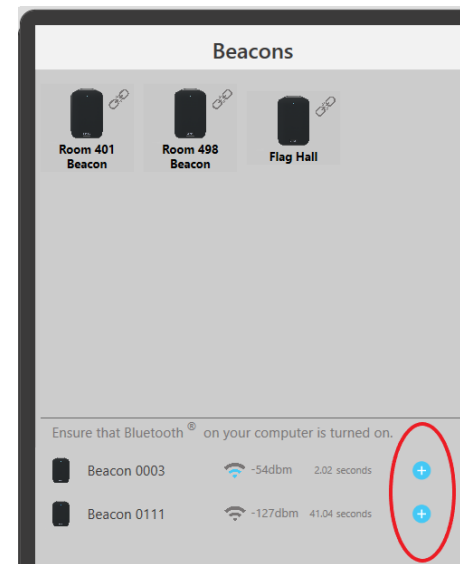 Beacons
Room 401
Beacon
Room 498
Beacon
Flag Hall
Ensure that Bluetooth ® on your computer is turned on.
Beacon 0003 -54dbm 2.02 seconds
Beacon 0111 -127dbm 41.04 seconds